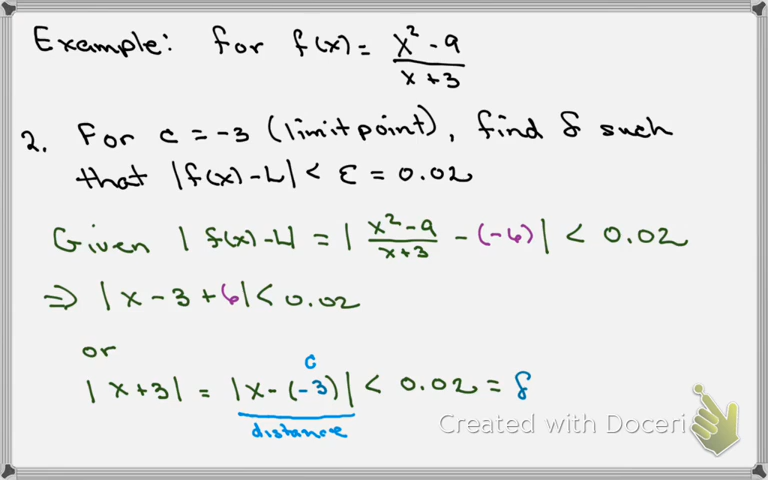 Example: For f(x) = x² - 9 / x + 3
2. For c = -3 (limit point), find δ such
that |f(x) - L| < ε = 0.02
Given | f(x) - L| = | x² - 9 / x + 3 - (-6) | < 0.02
⇒ | x - 3 + 6 | < 0.02
or
c
| x + 3 | = | x - (-3) | < 0.02 = δ
distance
Created with Doceri